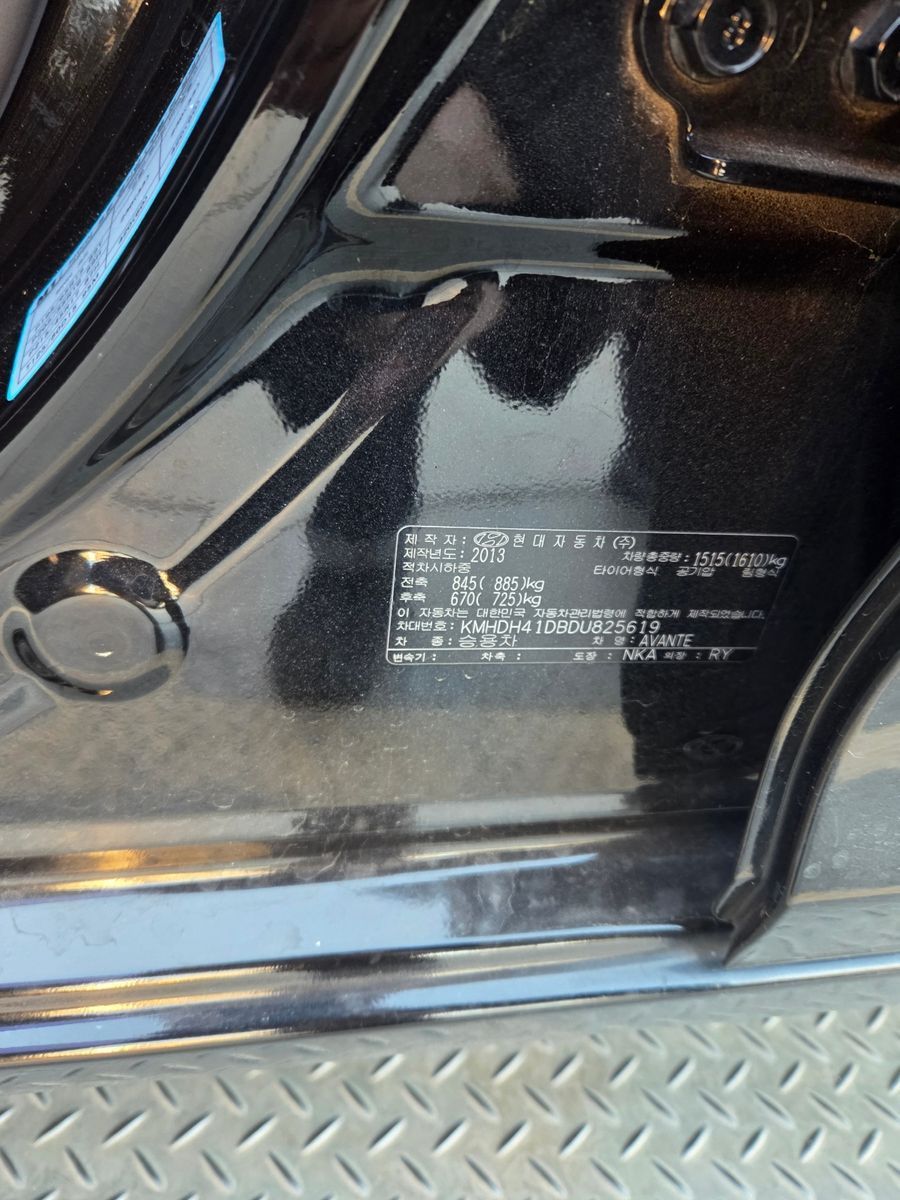 제 작 자 : 현 대 자 동 차 (주)
제작년도 : 2013 차량총중량 : 1515(1610)kg
적차시하중 타이어형식 공기압 림형식
전축 845( 885)kg
후축 670( 725)kg
이 자동차는 대한민국 자동차관리법령에 적합하게 제작되었습니다.
차대번호 : KMHDH41DBDU825619
차 종 : 승용차 차 명 : AVANTE
변속기 : 차축 : 도장 : NKA 의장 : RY